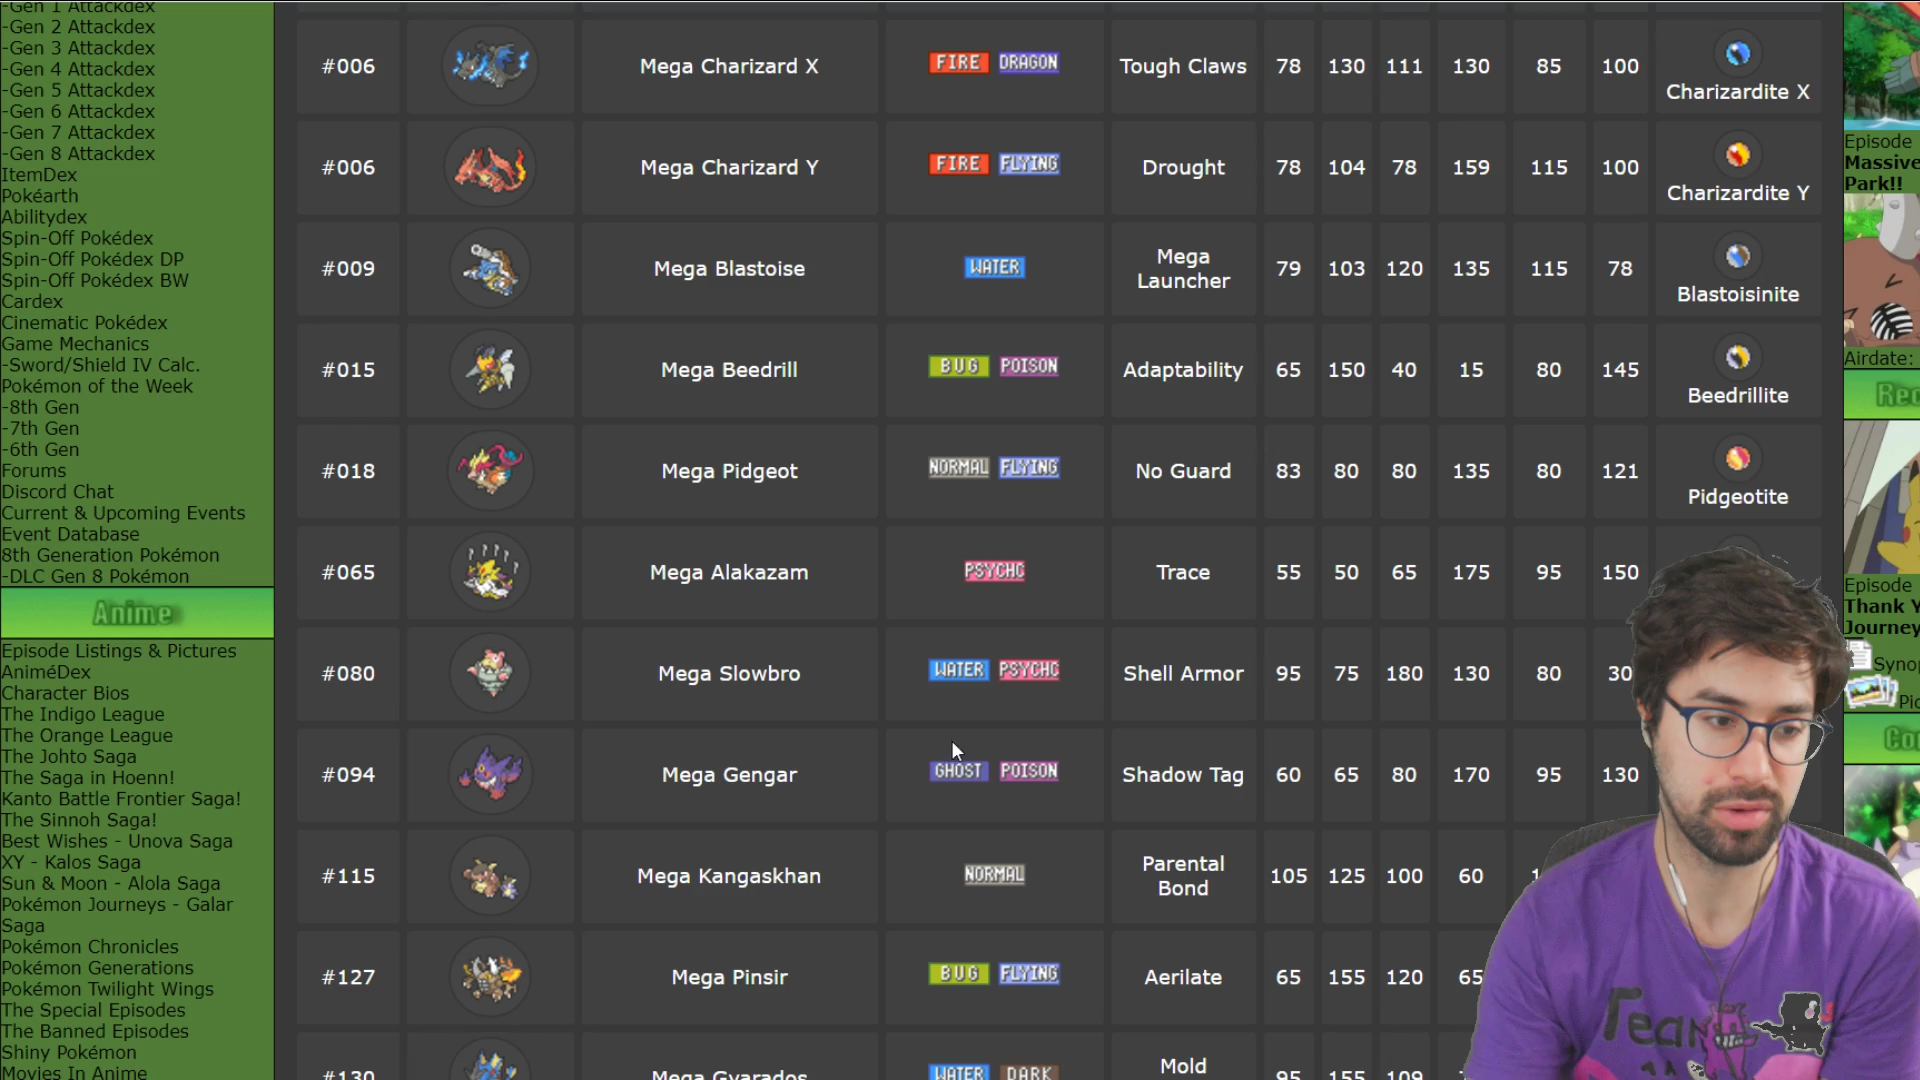 -Gen 1 Attackdex
-Gen 2 Attackdex
-Gen 3 Attackdex
-Gen 4 Attackdex
-Gen 5 Attackdex
-Gen 6 Attackdex
-Gen 7 Attackdex
-Gen 8 Attackdex
ItemDex
Pokéarth
Abilitydex
Spin-Off Pokédex
Spin-Off Pokédex DP
Spin-Off Pokédex BW
Cardex
Cinematic Pokédex
Game Mechanics
-Sword/Shield IV Calc.
Pokémon of the Week
-8th Gen
-7th Gen
-6th Gen
Forums
Discord Chat
Current & Upcoming Events
Event Database
8th Generation Pokémon
-DLC Gen 8 Pokémon
Anime
Episode Listings & Pictures
AniméDex
Character Bios
The Indigo League
The Orange League
The Johto Saga
The Saga in Hoenn!
Kanto Battle Frontier Saga!
The Sinnoh Saga!
Best Wishes - Unova Saga
XY - Kalos Saga
Sun & Moon - Alola Saga
Pokémon Journeys - Galar
Saga
Pokémon Chronicles
Pokémon Generations
Pokémon Twilight Wings
The Special Episodes
The Banned Episodes
Shiny Pokémon
Movies In Anime
#006 Mega Charizard X FIRE DRAGON Tough Claws 78 130 111 130 85 100 Charizardite X
#006 Mega Charizard Y FIRE FLYING Drought 78 104 78 159 115 100 Charizardite Y
#009 Mega Blastoise WATER Mega Launcher 79 103 120 135 115 78 Blastoisinite
#015 Mega Beedrill BUG POISON Adaptability 65 150 40 15 80 145 Beedrillite
#018 Mega Pidgeot NORMAL FLYING No Guard 83 80 80 135 80 121 Pidgeotite
#065 Mega Alakazam PSYCHC Trace 55 50 65 175 95 150
#080 Mega Slowbro WATER PSYCHC Shell Armor 95 75 180 130 80 30
#094 Mega Gengar GHOST POISON Shadow Tag 60 65 80 170 95 130
#115 Mega Kangaskhan NORMAL Parental Bond 105 125 100 60
#127 Mega Pinsir BUG FLYING Aerilate 65 155 120 65
#130 Mega Gyarados WATER DARK Mold 95 155 109
Episode
Massive
Park!!
Airdate:
Episode
Thank Y
Journey
Team